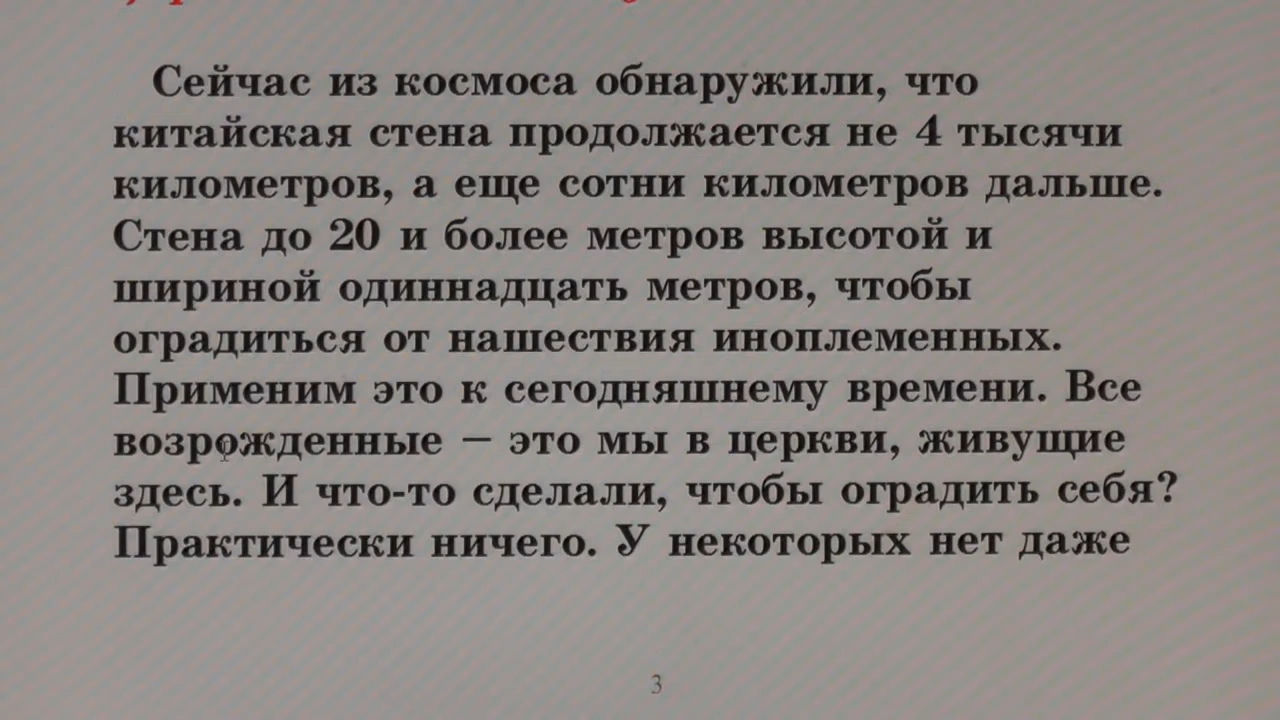 Сейчас из космоса обнаружили, что
китайская стена продолжается не 4 тысячи
километров, а еще сотни километров дальше.
Стена до 20 и более метров высотой и
шириной одиннадцать метров, чтобы
оградиться от нашествия иноплеменных.
Применим это к сегодняшнему времени. Все
возрожденные – это мы в церкви, живущие
здесь. И что-то сделали, чтобы оградить себя?
Практически ничего. У некоторых нет даже
3